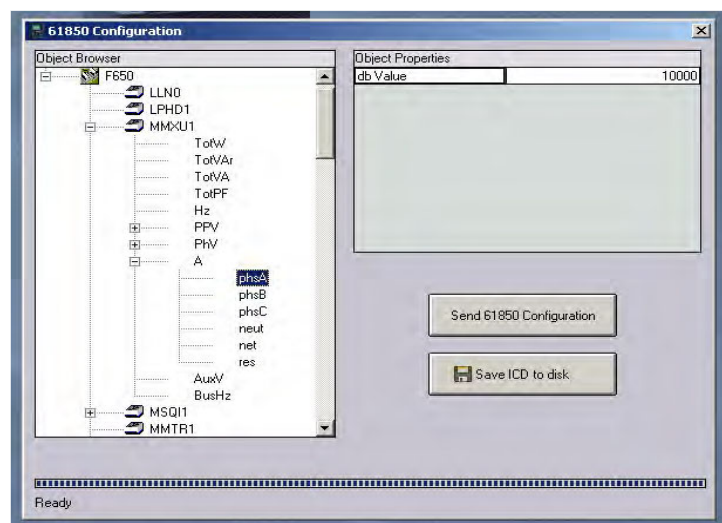 61850 Configuration
Object Browser
F650
LLN0
LPHD1
MMXU1
TotW
TotVAr
TotVA
TotPF
Hz
PPV
PhV
A
phsA
phsB
phsC
neut
net
res
AuxV
BusHz
MSQI1
MMTR1
Object Properties
db Value 10000
Send 61850 Configuration
Save ICD to disk
Ready